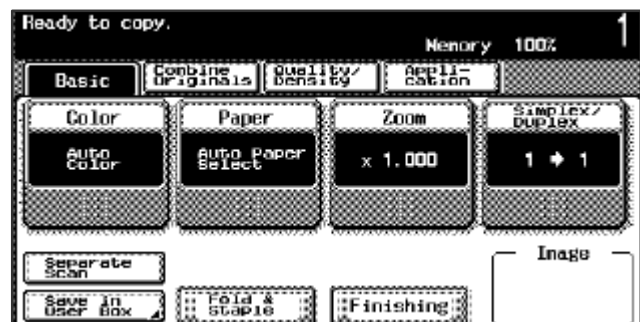 Ready to copy.
1
Memory 100%
Basic
Combine
Originals
Quality/
Density
Appli-
cation
Color
Paper
Zoom
Simplex/
Duplex
Auto
Color
Auto Paper
Select
x 1.000
1 ➔ 1
Separate
Scan
Image
Save in
User Box
Fold &
Staple
Finishing